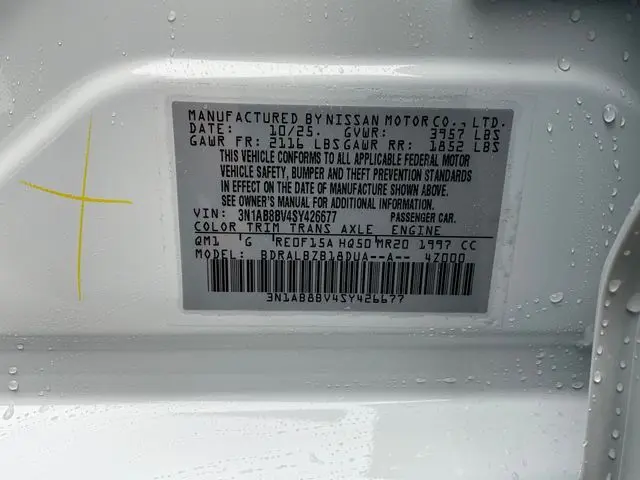 MANUFACTURED BY NISSAN MOTOR CO., LTD.
DATE: 10/25. GVWR: 3957 LBS
GAWR FR: 2116 LBS GAWR RR: 1852 LBS
THIS VEHICLE CONFORMS TO ALL APPLICABLE FEDERAL MOTOR
VEHICLE SAFETY, BUMPER AND THEFT PREVENTION STANDARDS
IN EFFECT ON THE DATE OF MANUFACTURE SHOWN ABOVE.
SEE OWNER'S MANUAL FOR ADDITIONAL INFORMATION.
VIN: 3N1AB8BV4SY426677 PASSENGER CAR.
COLOR TRIM TRANS AXLE ENGINE
QM1 'G 'RE0F15A HQ50'MR20 1997 CC
MODEL: BDRALBZB18DUA--A-- 4Z000
3N1AB8BV4SY426677